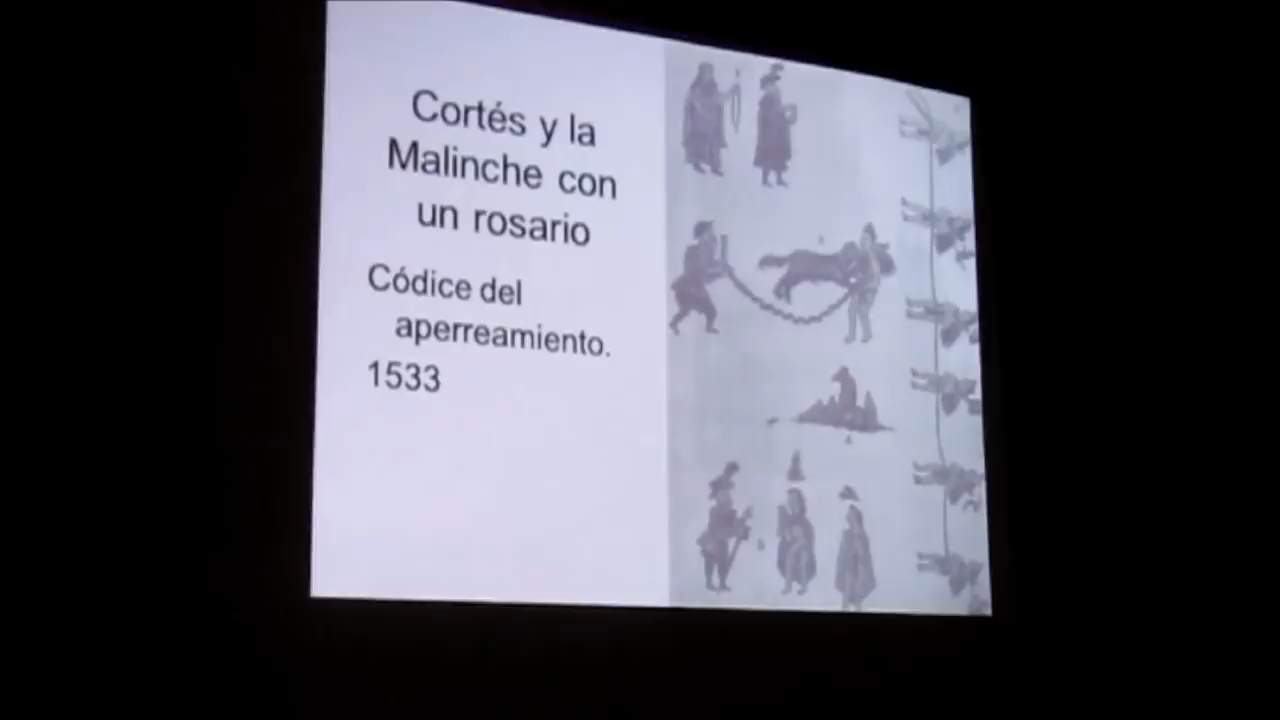 Cortés y la
Malinche con
un rosario
Códice del
aperreamiento.
1533